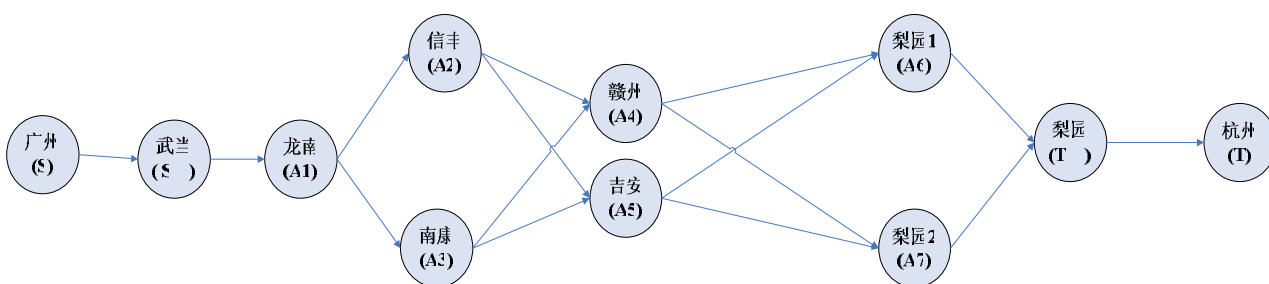 广州
(S)
武当
(S )
龙南
(A1)
信丰
(A2)
南康
(A3)
赣州
(A4)
吉安
(A5)
梨园1
(A6)
梨园2
(A7)
梨园
(T )
杭州
(T)